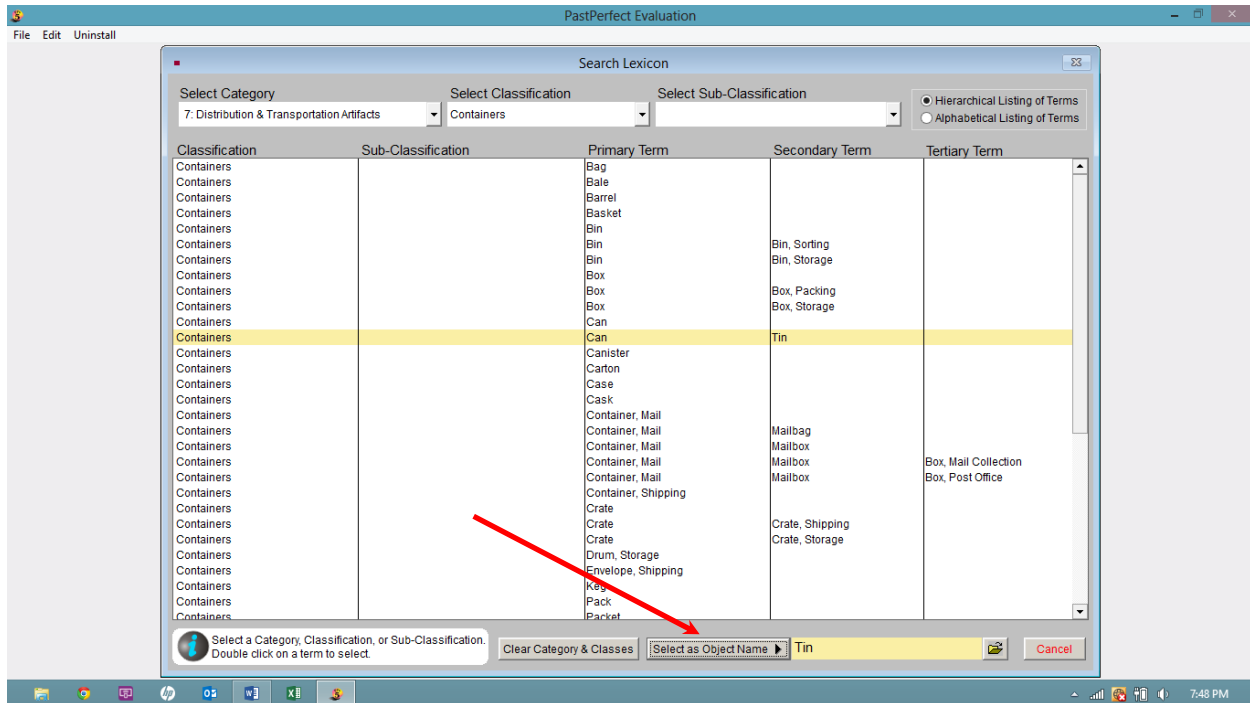 PastPerfect Evaluation
File Edit Uninstall
Search Lexicon
Select Category Select Classification Select Sub-Classification
7: Distribution & Transportation Artifacts Containers
Hierarchical Listing of Terms
Alphabetical Listing of Terms
Classification Sub-Classification Primary Term Secondary Term Tertiary Term
Containers Bag
Containers Bale
Containers Barrel
Containers Basket
Containers Bin
Containers Bin Bin, Sorting
Containers Bin Bin, Storage
Containers Box
Containers Box Box, Packing
Containers Box Box, Storage
Containers Can
Containers Can Tin
Containers Canister
Containers Carton
Containers Case
Containers Cask
Containers Container, Mail
Containers Container, Mail Mailbag
Containers Container, Mail Mailbox
Containers Container, Mail Mailbox Box, Mail Collection
Containers Container, Mail Mailbox Box, Post Office
Containers Container, Shipping
Containers Crate
Containers Crate Crate, Shipping
Containers Crate Crate, Storage
Containers Drum, Storage
Containers Envelope, Shipping
Containers Keg
Containers Pack
Containers Packet
Select a Category, Classification, or Sub-Classification.
Double click on a term to select.
Clear Category & Classes Select as Object Name Tin Cancel
7:48 PM